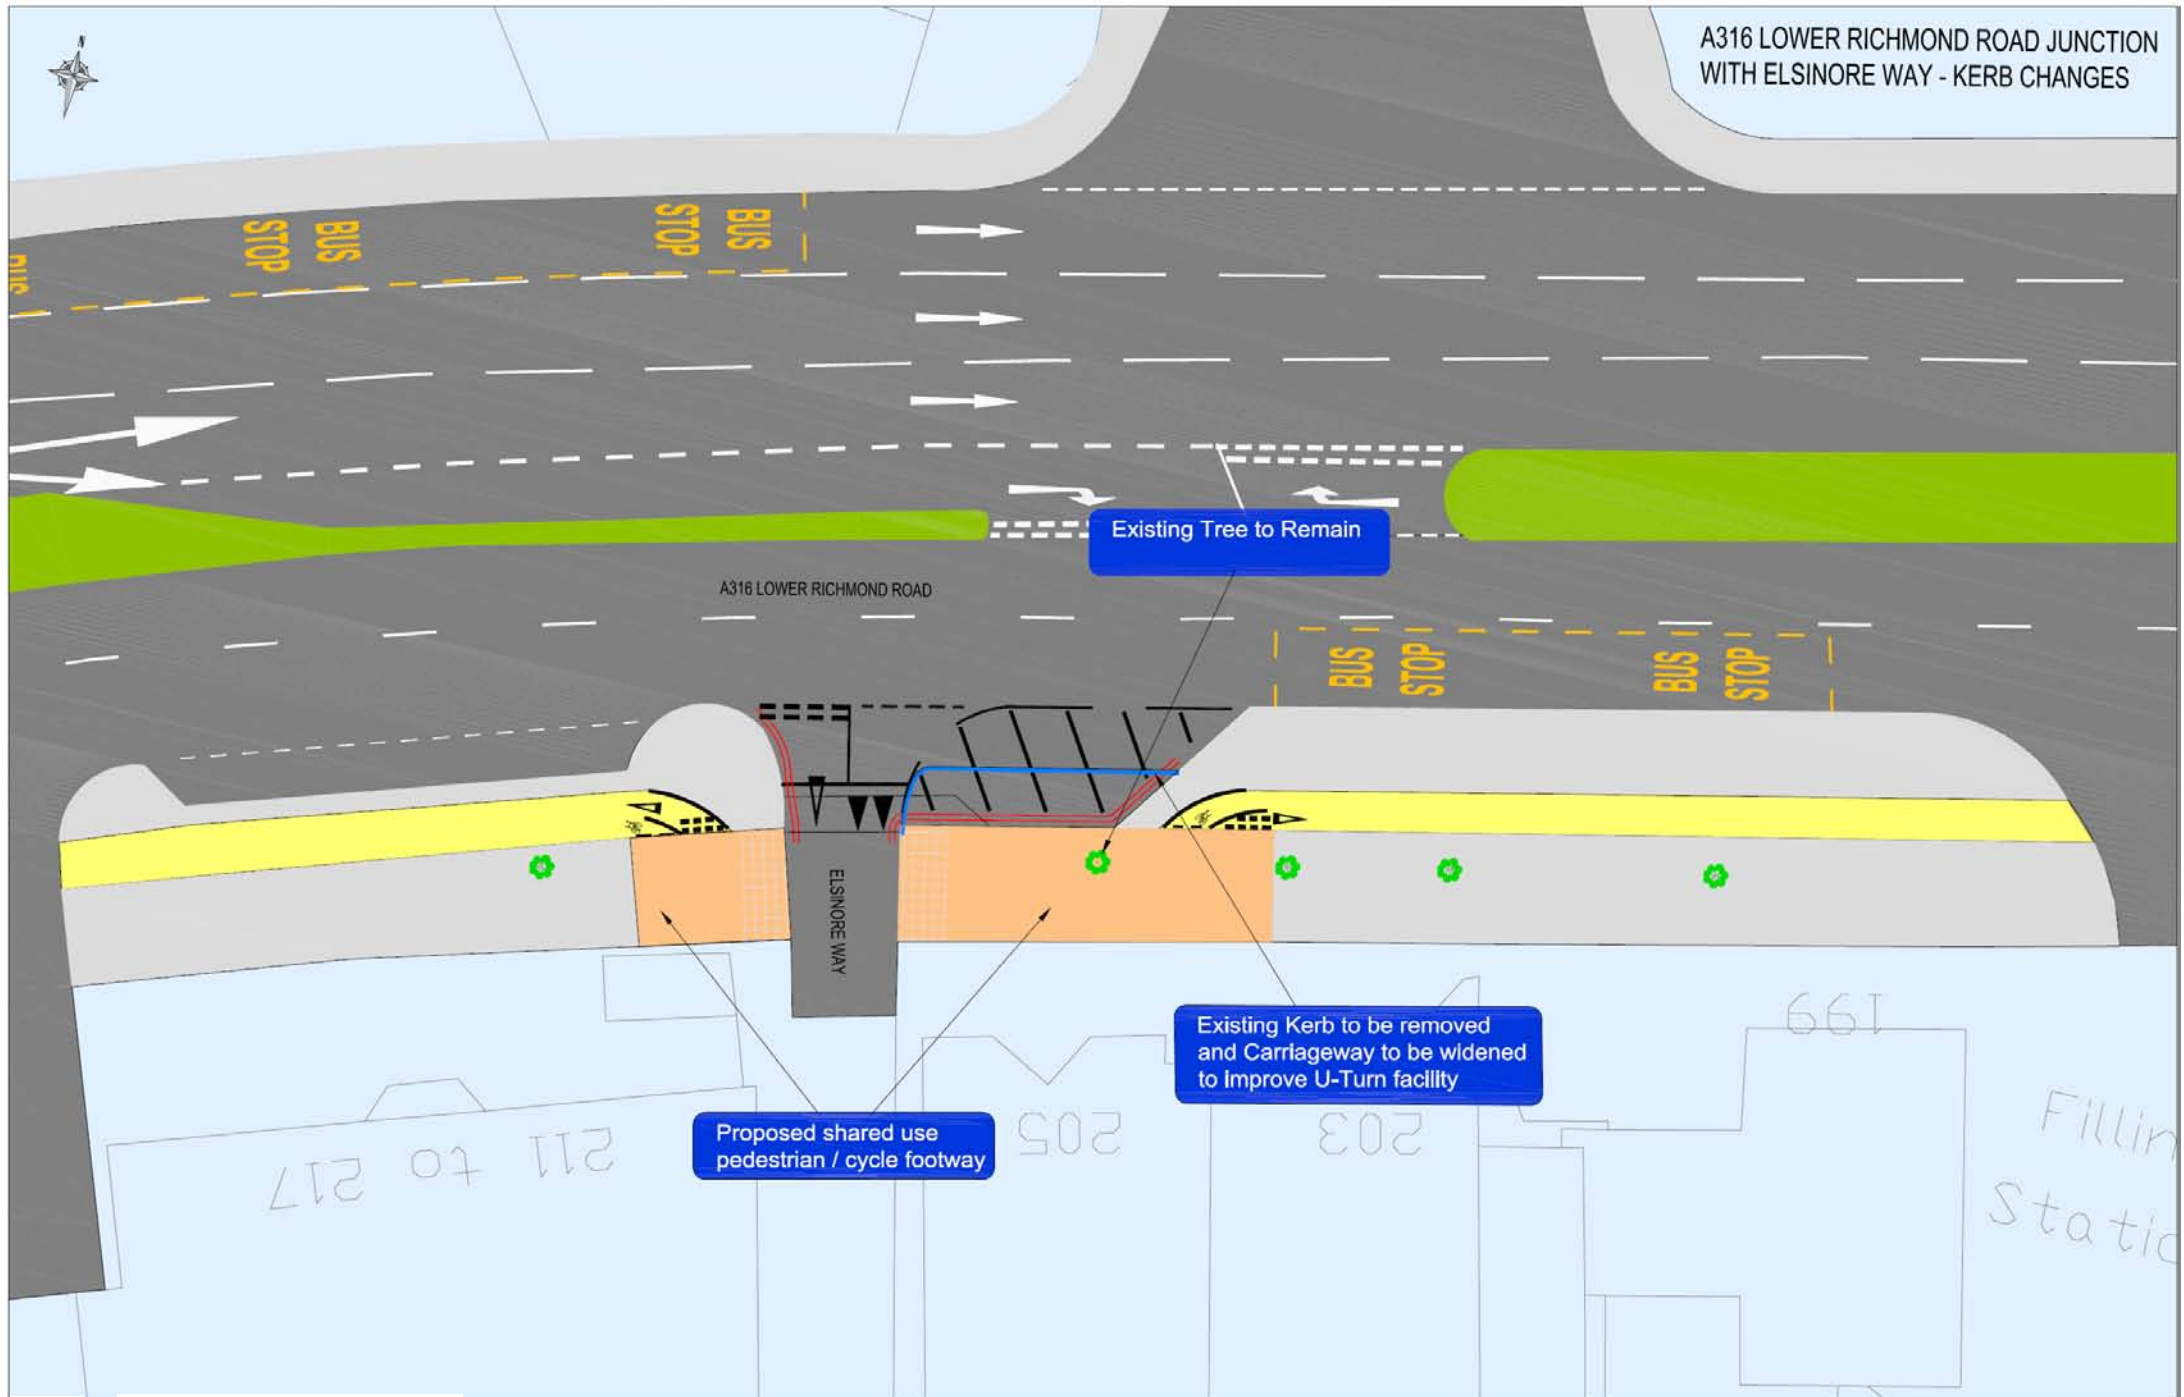 N
A316 LOWER RICHMOND ROAD JUNCTION
WITH ELSINORE WAY - KERB CHANGES
BUS
STOP
BUS
STOP
BUS
Existing Tree to Remain
A316 LOWER RICHMOND ROAD
BUS
STOP
BUS
STOP
ELSINORE WAY
Existing Kerb to be removed
and Carriageway to be widened
to improve U-Turn facility
Proposed shared use
pedestrian / cycle footway
211 to 217
205
203
199
Fillin
Static